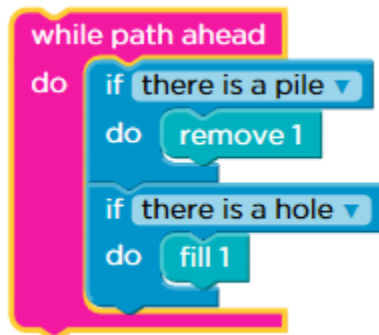 while path ahead
do if there is a pile
do remove 1
if there is a hole
do fill 1